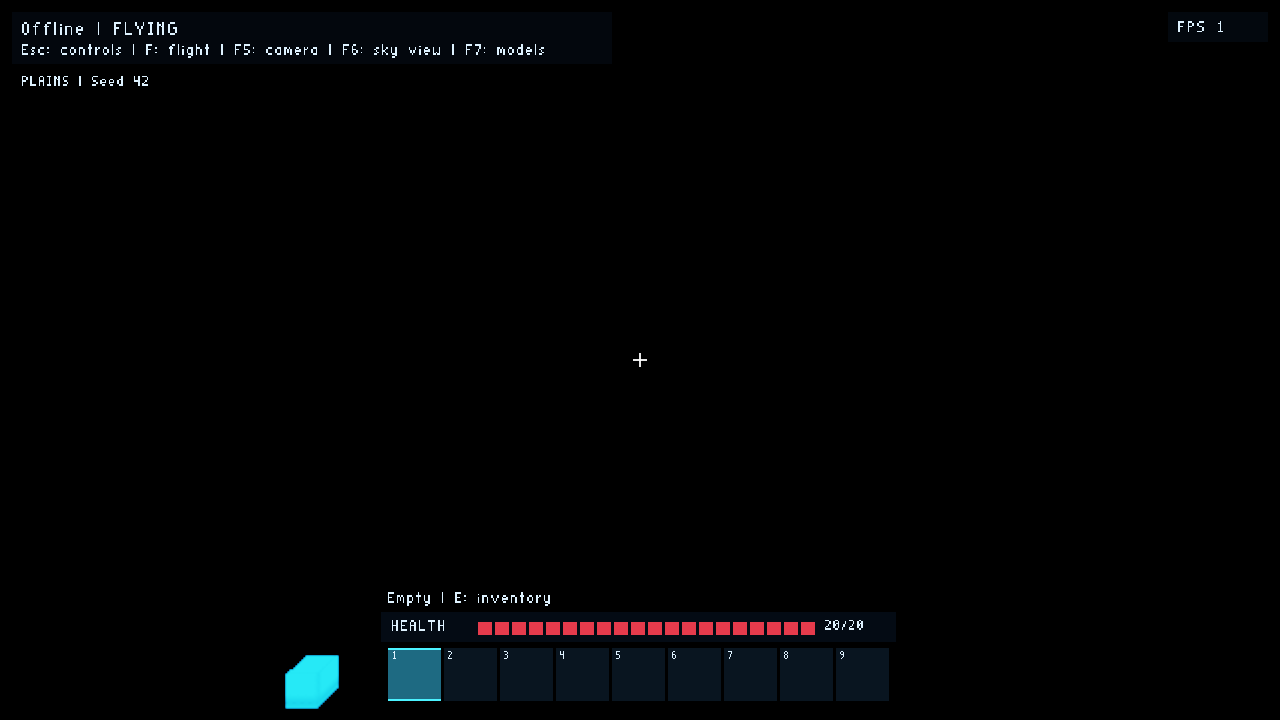 Offline | FLYING
FPS 1
Esc: controls | F: flight | F5: camera | F6: sky view | F7: models
PLAINS | Seed 42
Empty | E: inventory
HEALTH 20/20
1 2 3 4 5 6 7 8 9